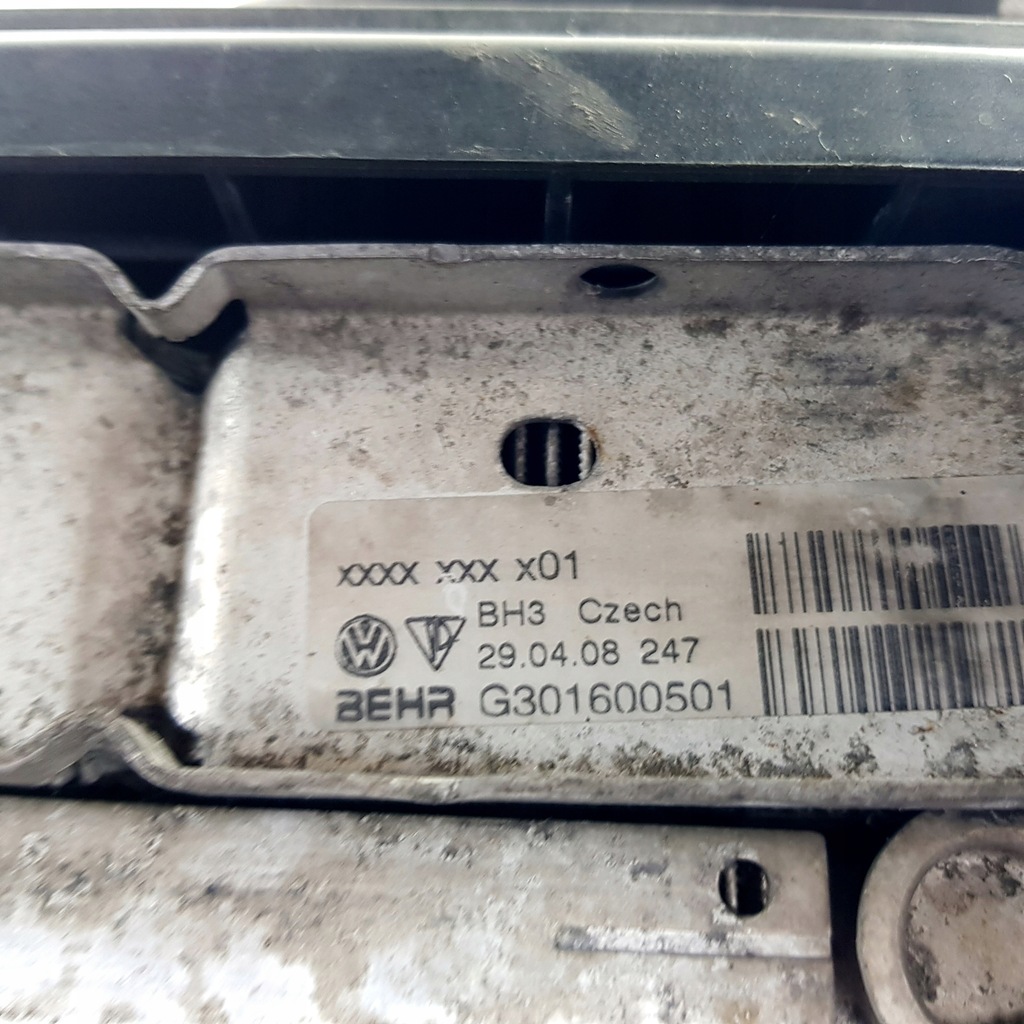 xxxx xxx x01
BH3 Czech
29.04.08 247
BEHR G301600501